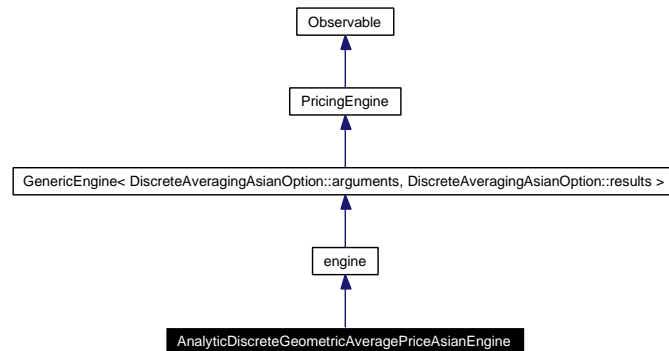 Observable
PricingEngine
GenericEngine< DiscreteAveragingAsianOption::arguments, DiscreteAveragingAsianOption::results >
engine
AnalyticDiscreteGeometricAveragePriceAsianEngine